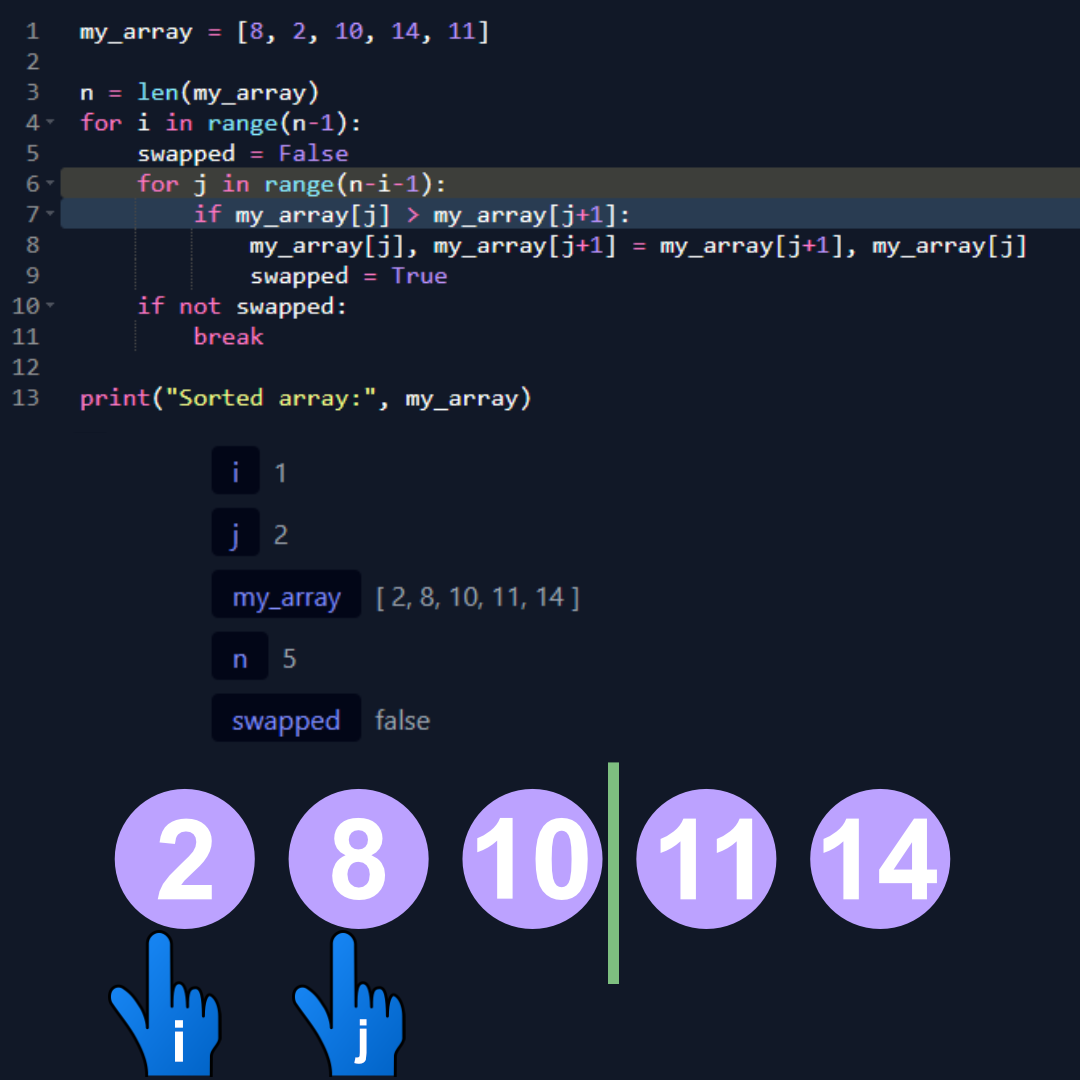 1 my_array = [8, 2, 10, 14, 11]
2
3 n = len(my_array)
4 for i in range(n-1):
5     swapped = False
6     for j in range(n-i-1):
7         if my_array[j] > my_array[j+1]:
8             my_array[j], my_array[j+1] = my_array[j+1], my_array[j]
9             swapped = True
10     if not swapped:
11         break
12
13 print("Sorted array:", my_array)
i 1
j 2
my_array [ 2, 8, 10, 11, 14 ]
n 5
swapped false
2 8 10 11 14
i j